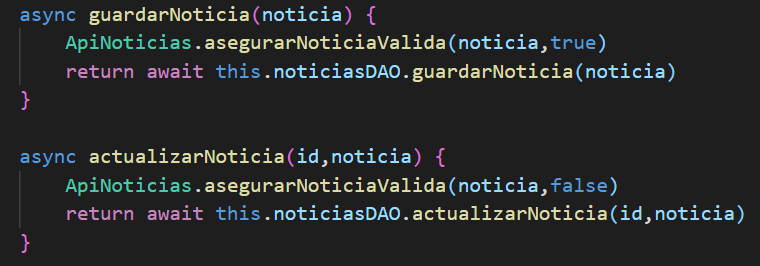 async guardarNoticia(noticia) {
ApiNoticias.asegurarNoticiaValida(noticia,true)
return await this.noticiasDAO.guardarNoticia(noticia)
}
async actualizarNoticia(id,noticia) {
ApiNoticias.asegurarNoticiaValida(noticia,false)
return await this.noticiasDAO.actualizarNoticia(id,noticia)
}